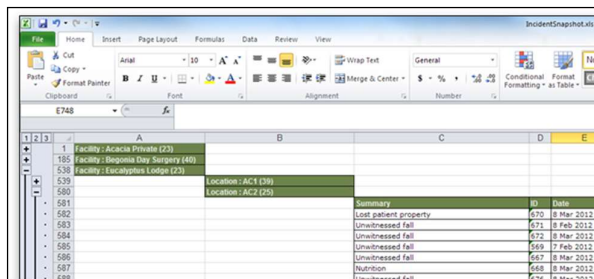 IncidentSnapshot.xls
File Home Insert Page Layout Formulas Data Review View
Cut
Copy
Format Painter
Paste
Clipboard
Arial 10
B I U
Font
Wrap Text
Merge & Center
Alignment
General
$ % ,
Number
Conditional Formatting
Format as Table
E748 fx
1 2 3 A B C D E
1 Facility : Acacia Private (23)
185 Facility : Begonia Day Surgery (40)
538 Facility : Eucalyptus Lodge (23)
539 Location : AC1 (39)
580 Location : AC2 (25)
581 Summary ID Date
582 Lost patient property 670 8 Mar 2012
583 Unwitnessed fall 671 8 Feb 2012
584 Unwitnessed fall 672 8 Mar 2012
585 Unwitnessed fall 569 7 Feb 2012
586 Unwitnessed fall 667 8 Mar 2012
587 Nutrition 668 8 Mar 2012